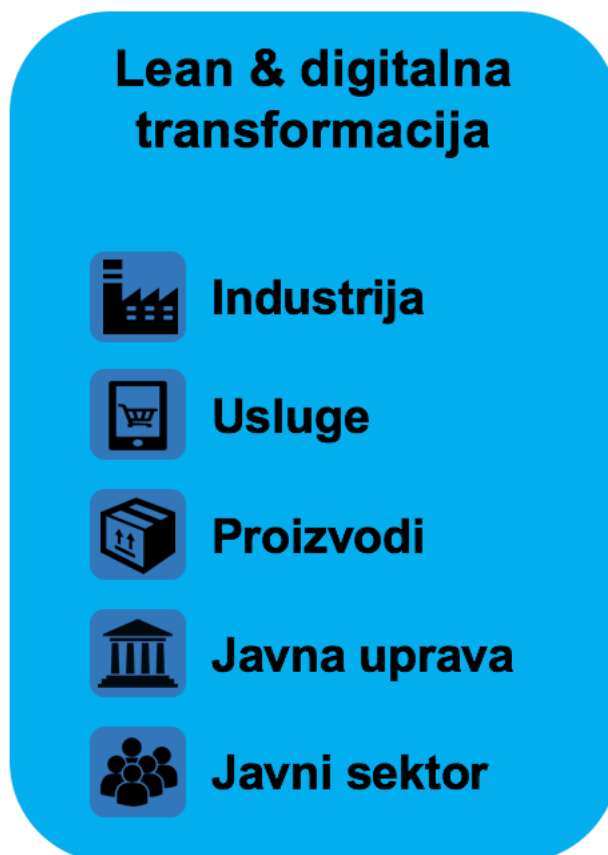 Lean & digitalna
transformacija
Industrija
Usluge
Proizvodi
Javna uprava
Javni sektor